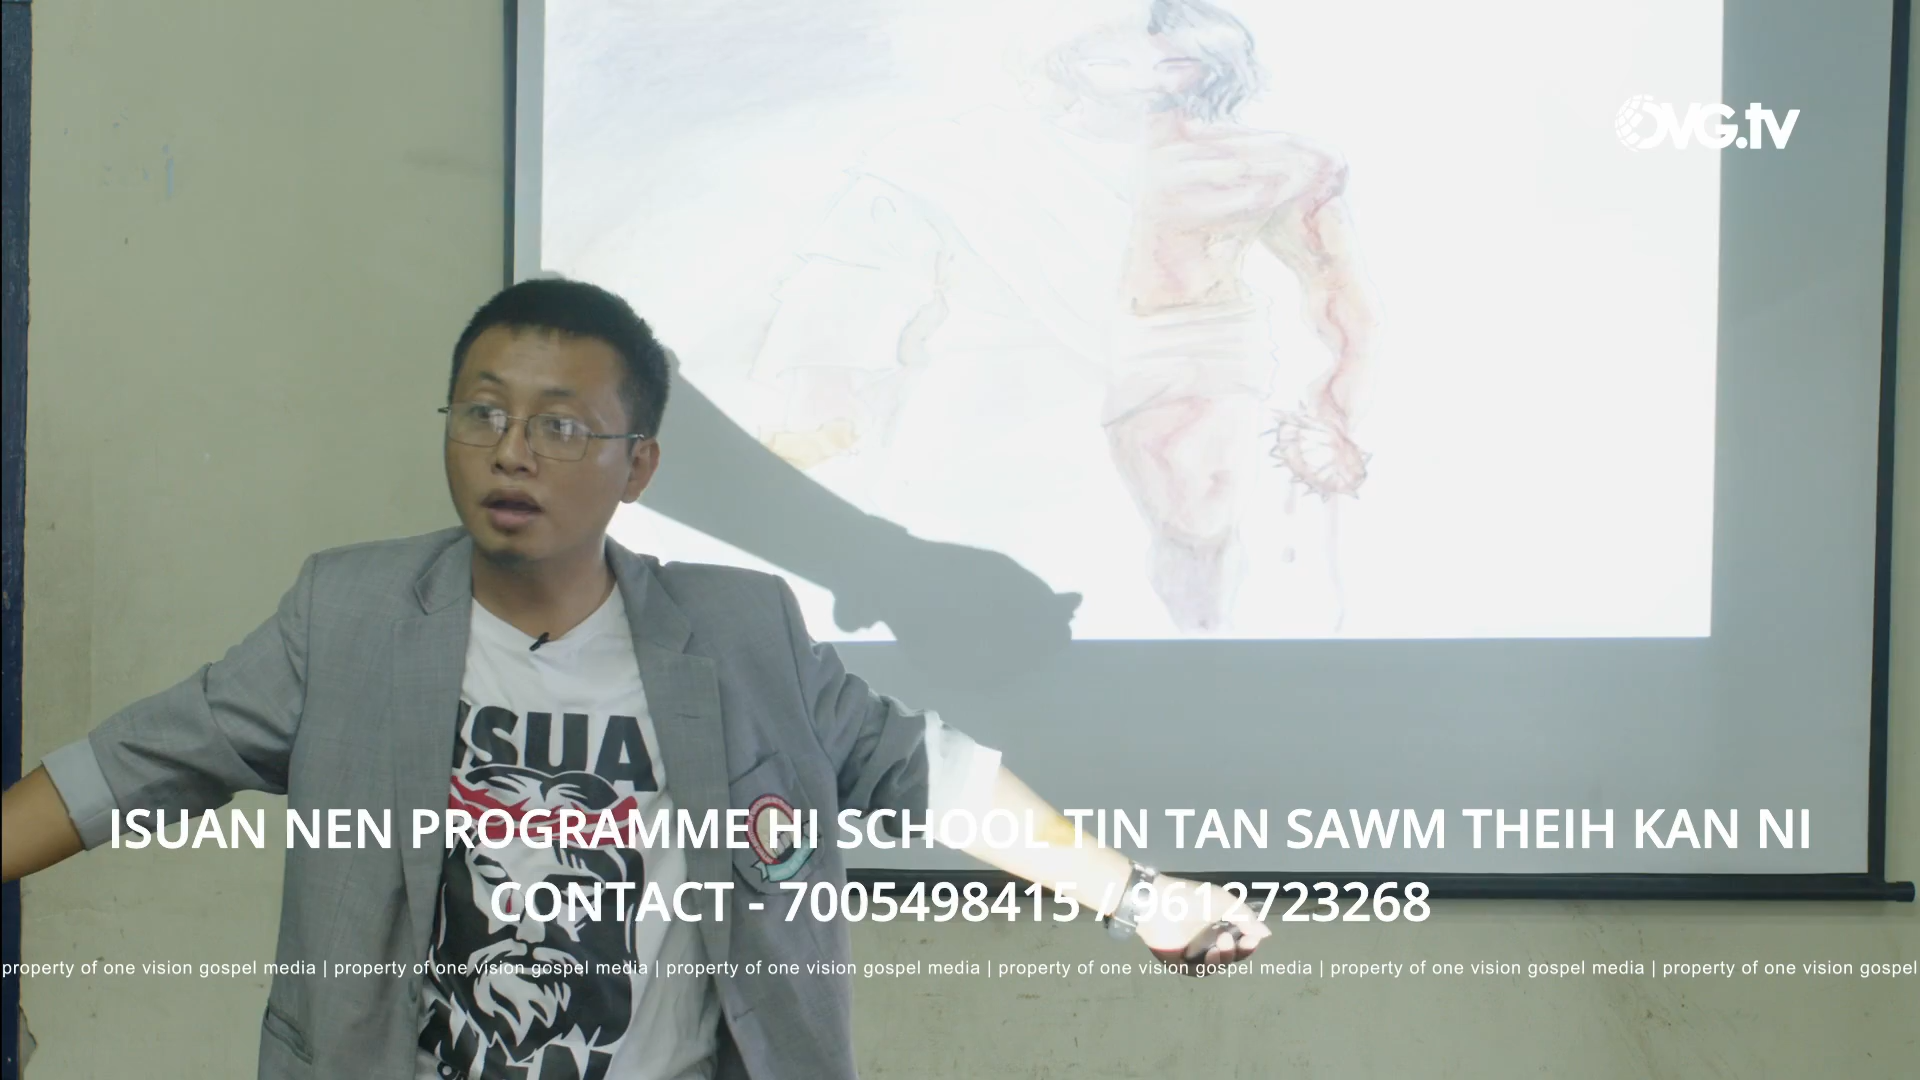 OVG.tv
ISUA
ISUAN NEN PROGRAMME HI SCHOOL TIN TAN SAWM THEIH KAN NI
CONTACT - 7005498415 / 9612723268
property of one vision gospel media | property of one vision gospel media | property of one vision gospel media | property of one vision gospel media | property of one vision gospel media | property of one vision gospel
NEN